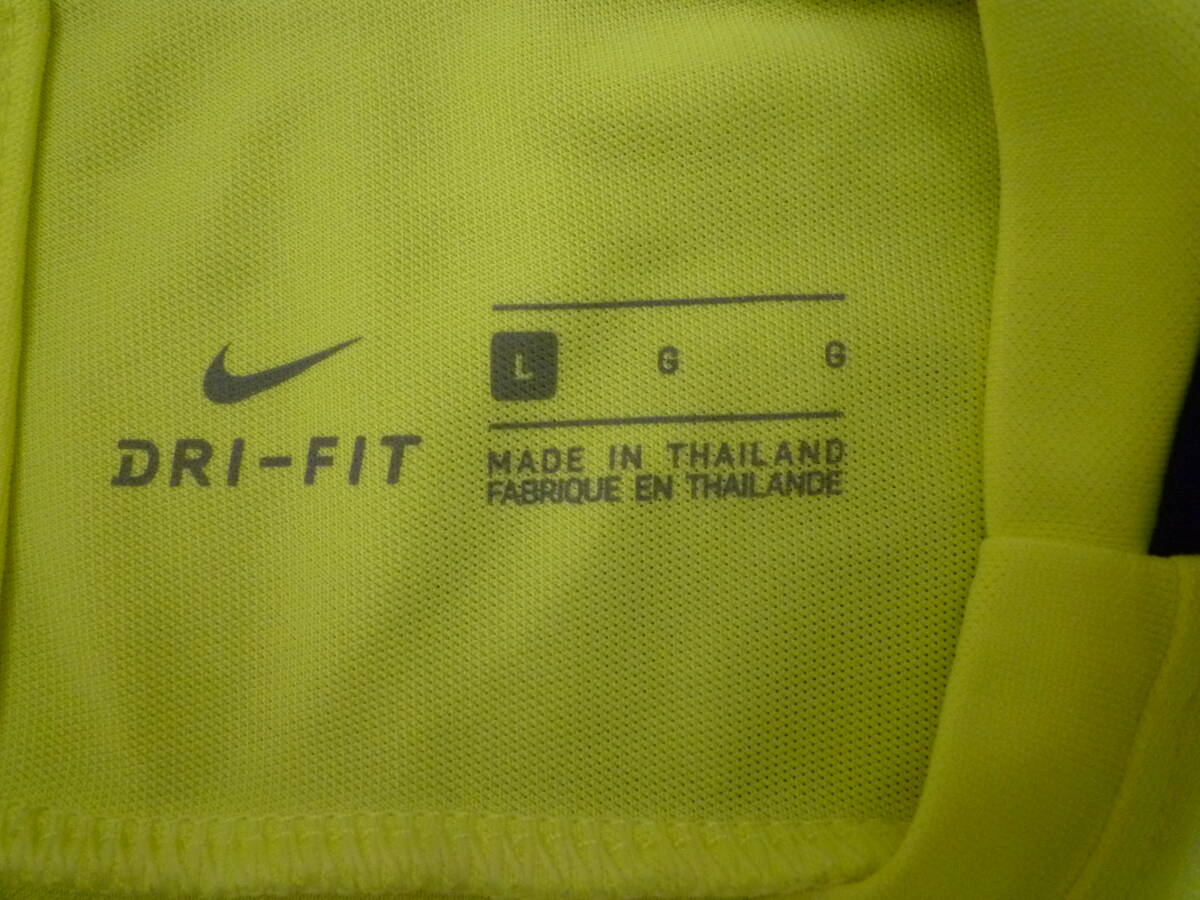 L G G
DRI-FIT
MADE IN THAILAND
FABRIQUE EN THAILANDE